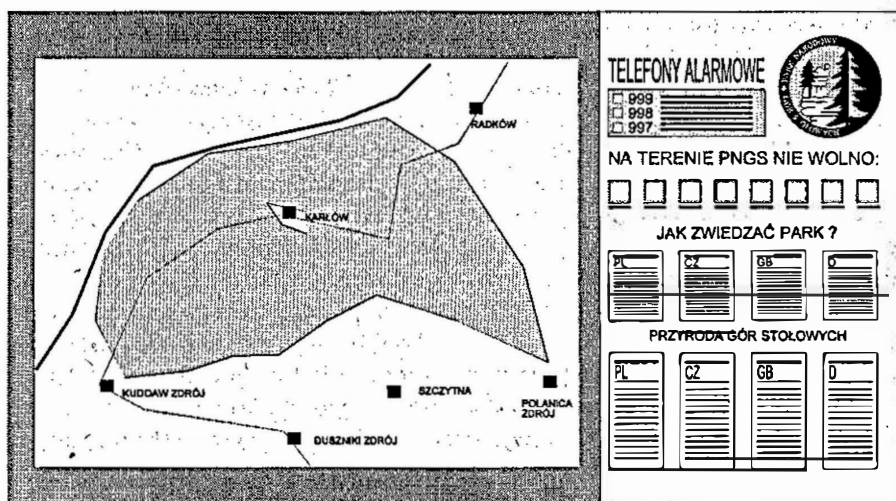 RADKÓW
KARŁÓW
KUDOAW ZDRÓJ
SZCZYTNA
POLANICA
ZDRÓJ
DUSZNIKI ZDRÓJ
TELEFONY ALARMOWE
999
998
997
NA TERENIE PNGS NIE WOLNO:
JAK ZWIEDZAĆ PARK ?
PL
CZ
GB
D
PRZYRODA GÓR STOŁOWYCH
PL
CZ
GB
D